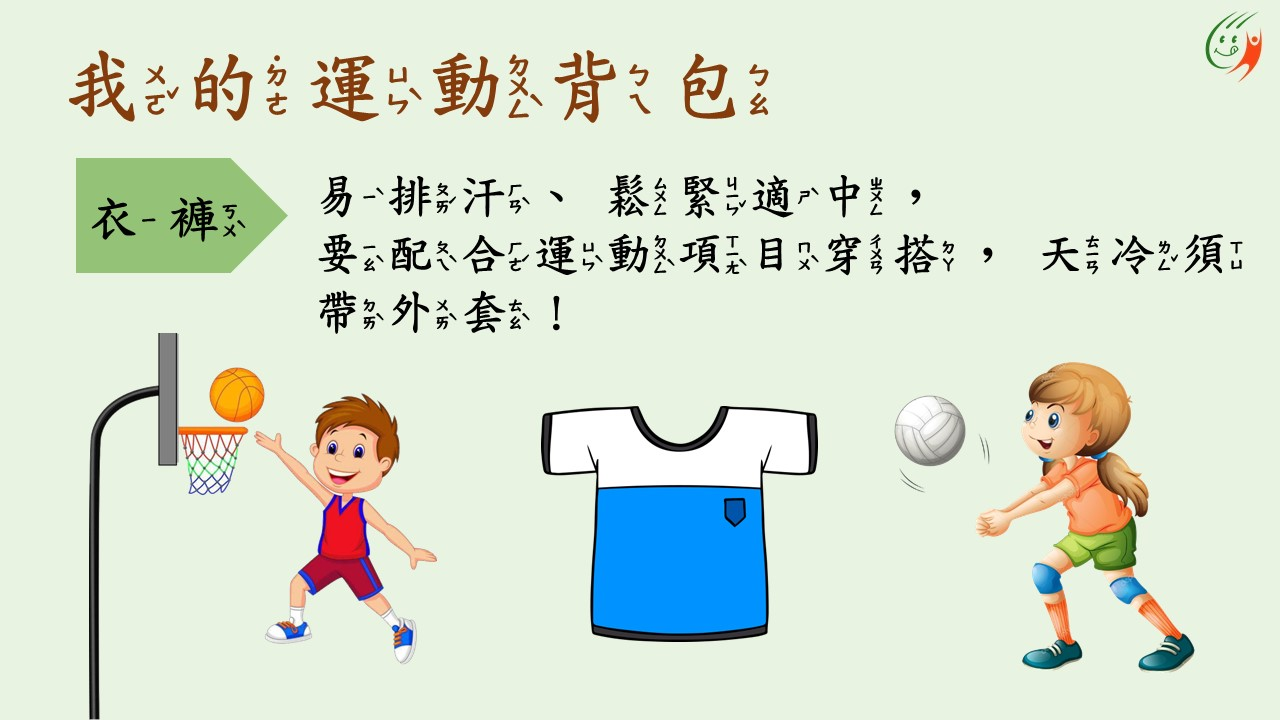 我的運動背包
衣褲
易排汗、鬆緊適中，
要配合運動項目穿搭，天冷須
帶外套！